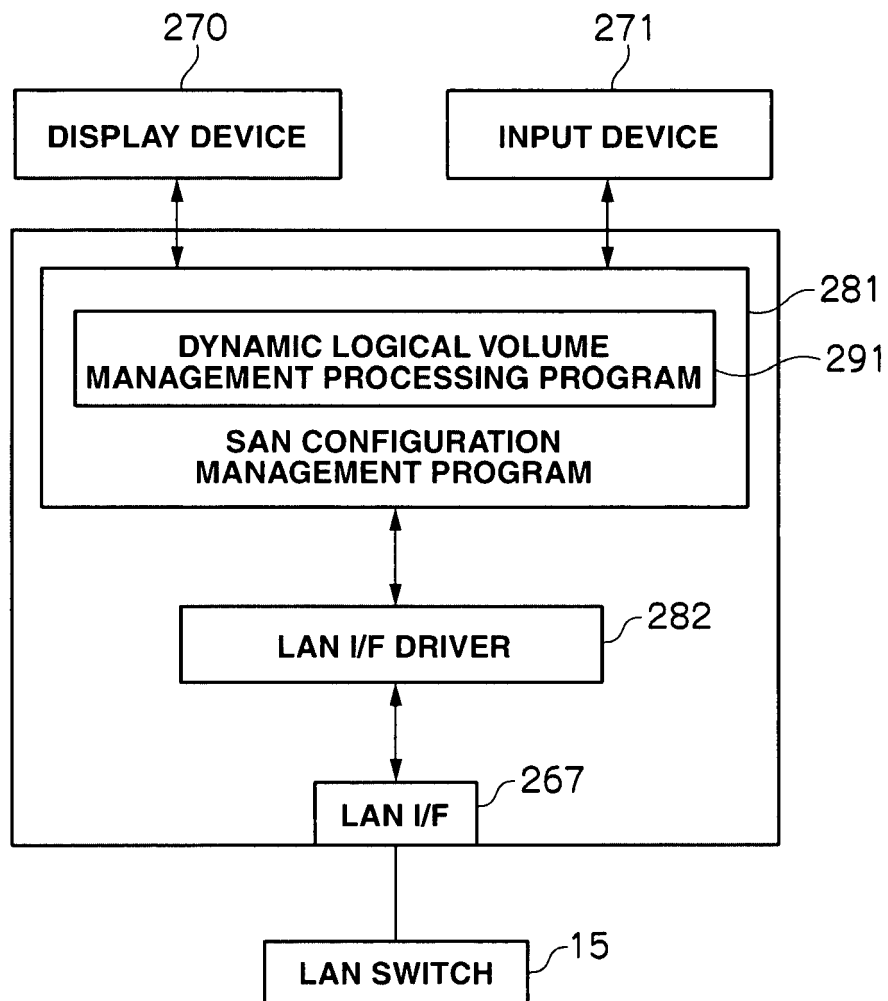 270
271
DISPLAY DEVICE
INPUT DEVICE
281
DYNAMIC LOGICAL VOLUME
MANAGEMENT PROCESSING PROGRAM
291
SAN CONFIGURATION
MANAGEMENT PROGRAM
282
LAN I/F DRIVER
267
LAN I/F
15
LAN SWITCH